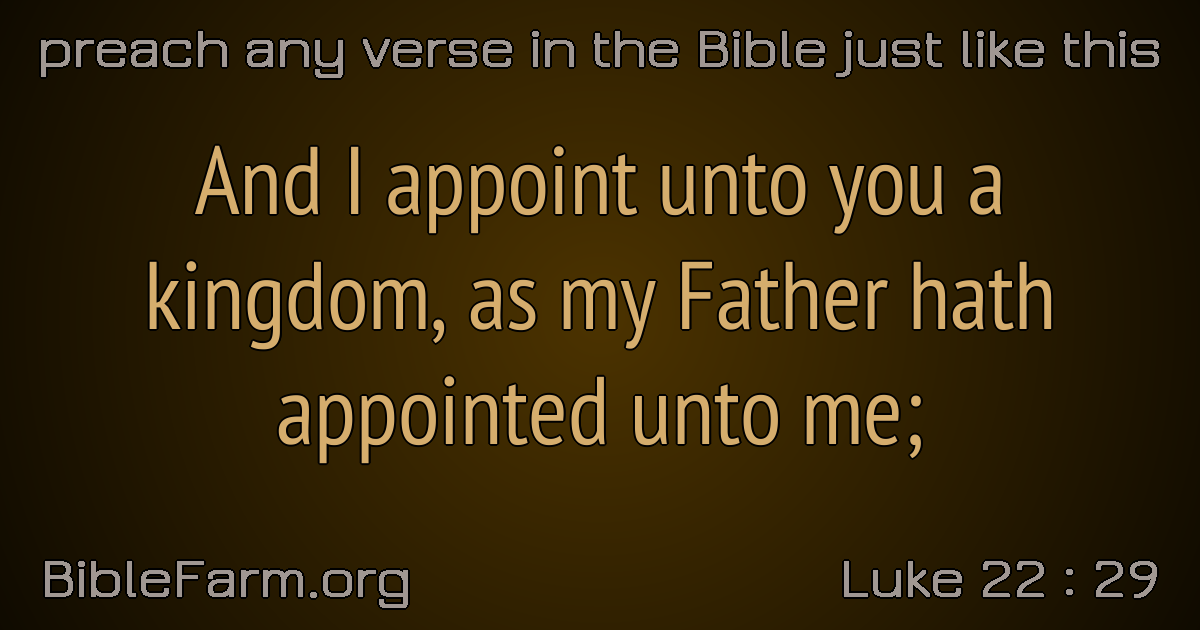 preach any verse in the Bible just like this
And I appoint unto you a
kingdom, as my Father hath
appointed unto me;
BibleFarm.org
Luke 22 : 29